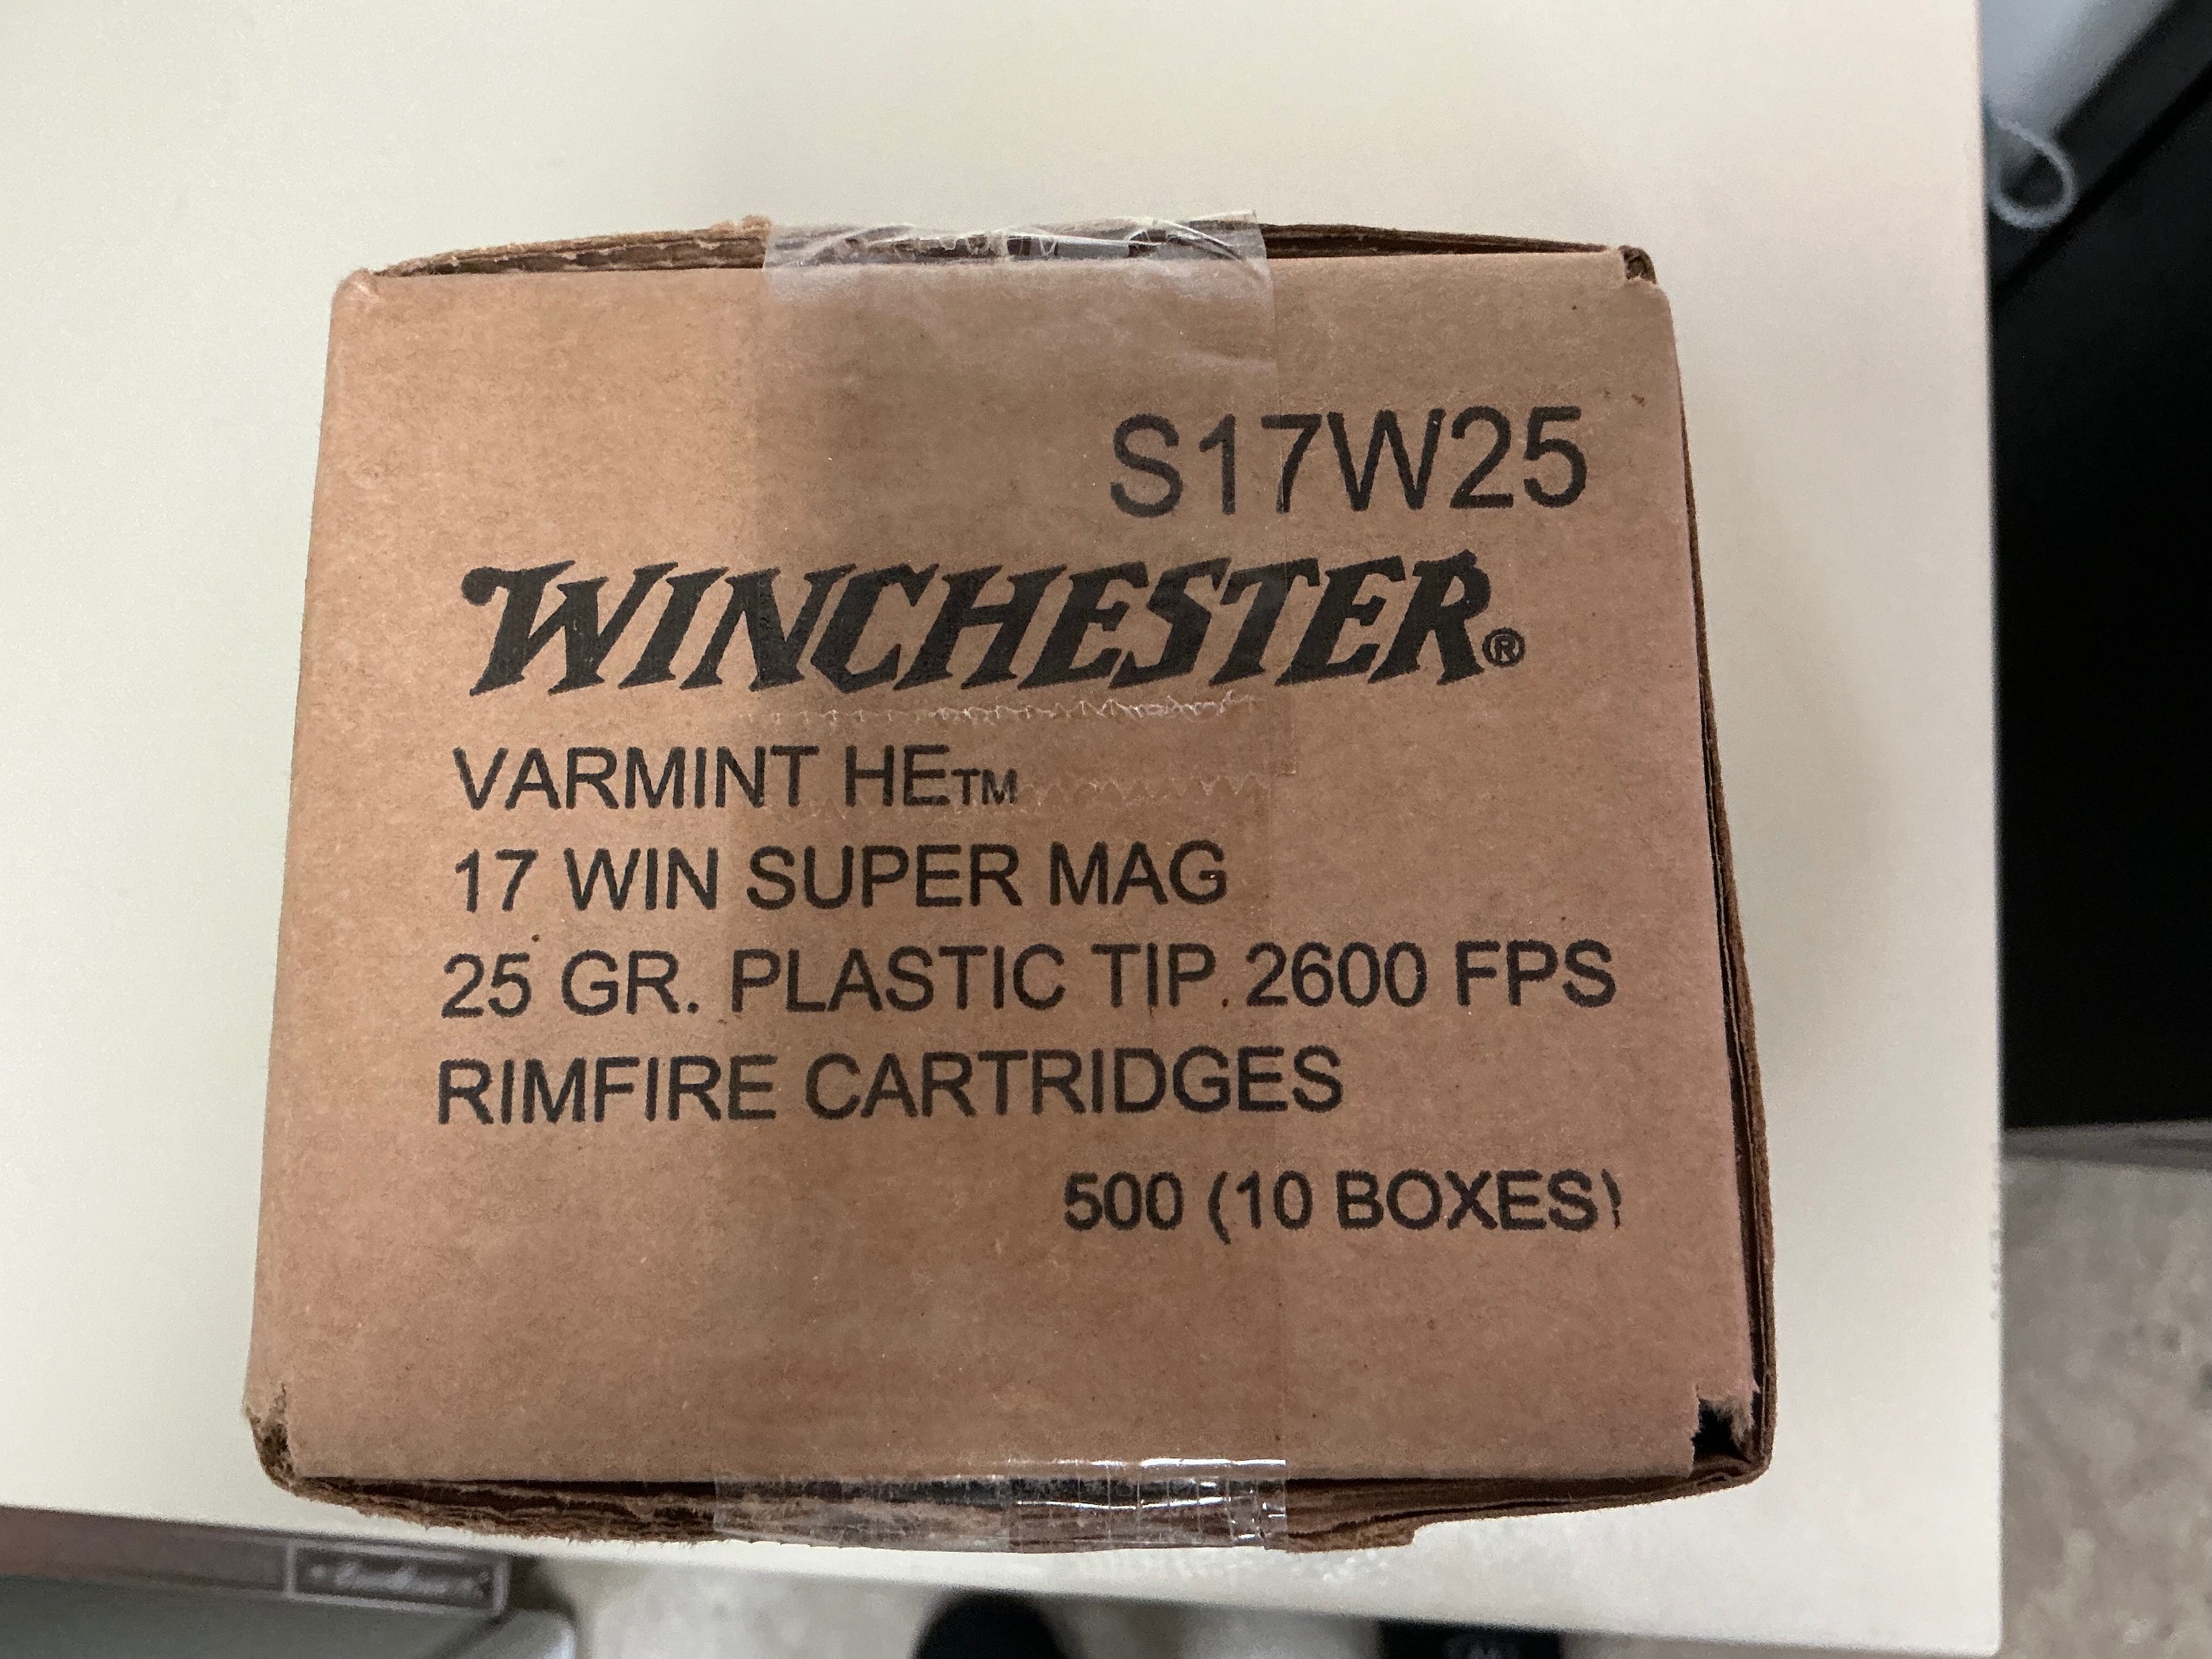 S17W25
WINCHESTER®
VARMINT HE™
17 WIN SUPER MAG
25 GR. PLASTIC TIP. 2600 FPS
RIMFIRE CARTRIDGES
500 (10 BOXES)